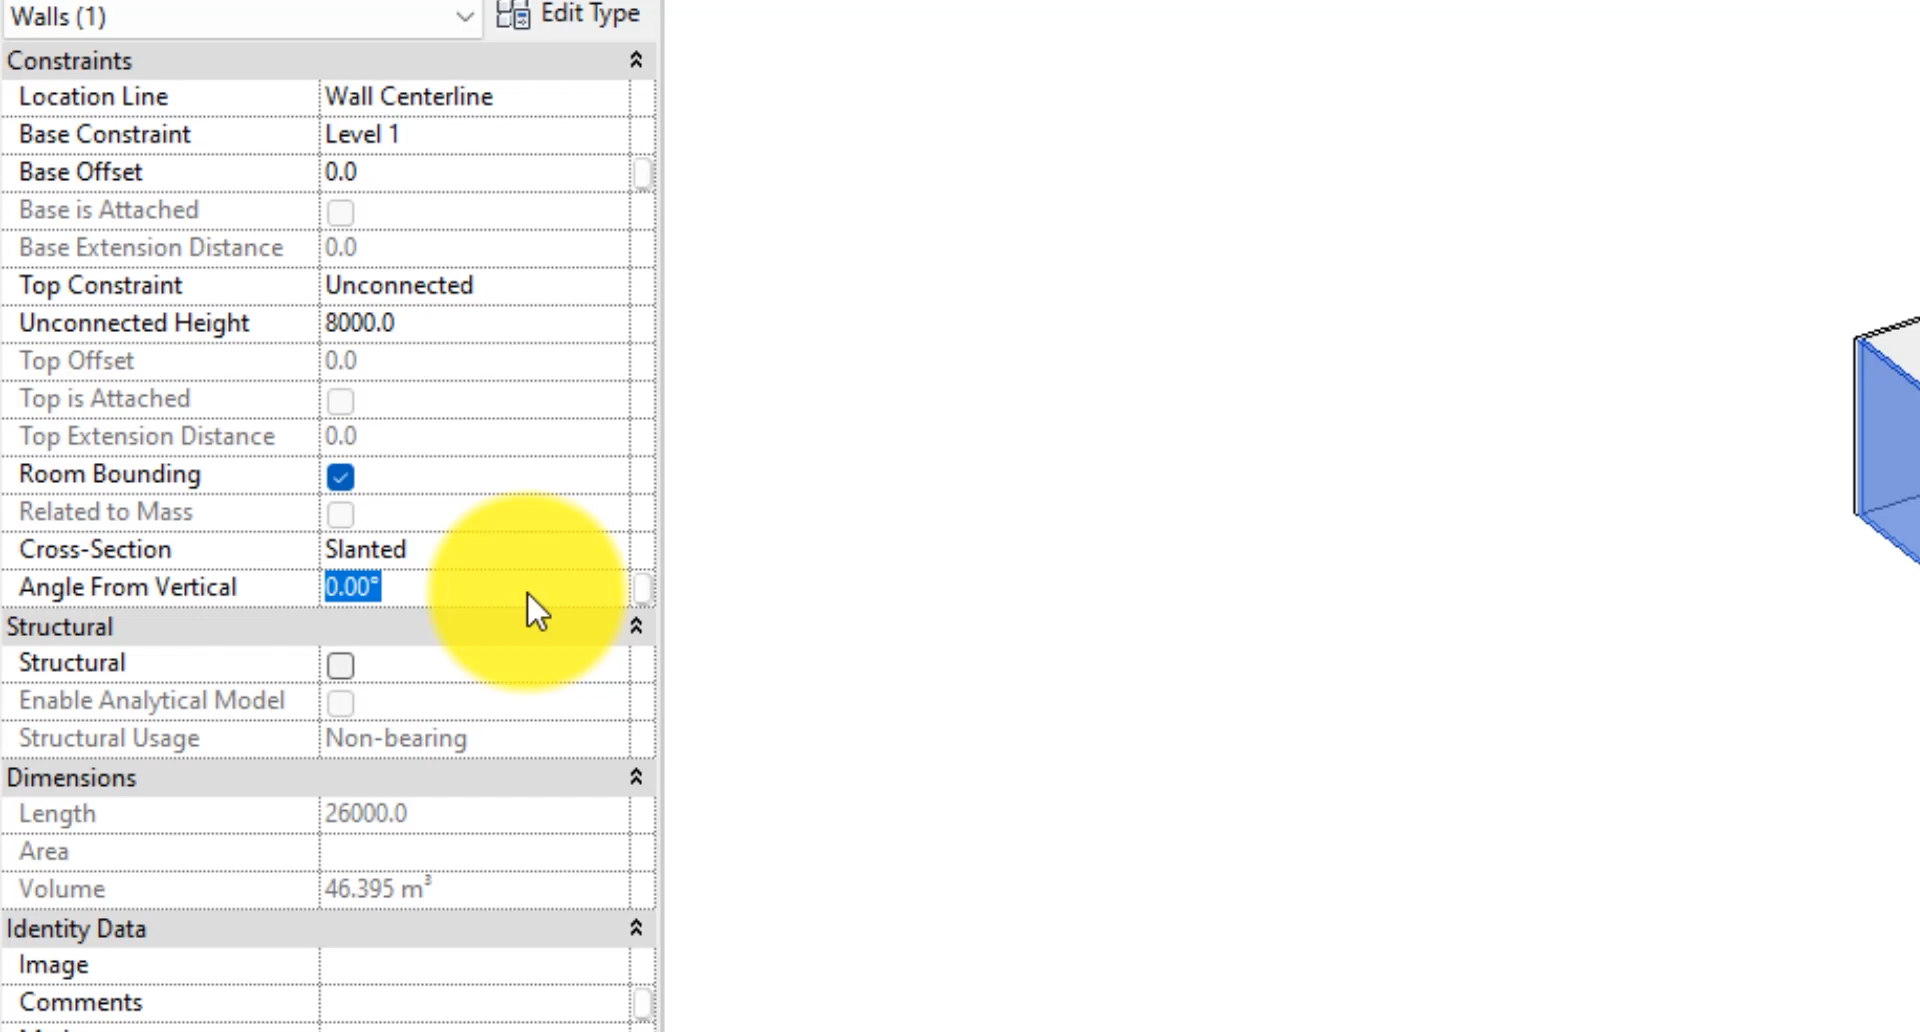 Walls (1) Edit Type
Constraints
Location Line Wall Centerline
Base Constraint Level 1
Base Offset 0.0
Base is Attached
Base Extension Distance 0.0
Top Constraint Unconnected
Unconnected Height 8000.0
Top Offset 0.0
Top is Attached
Top Extension Distance 0.0
Room Bounding
Related to Mass
Cross-Section Slanted
Angle From Vertical 0.00°
Structural
Structural
Enable Analytical Model
Structural Usage Non-bearing
Dimensions
Length 26000.0
Area
Volume 46.395 m³
Identity Data
Image
Comments